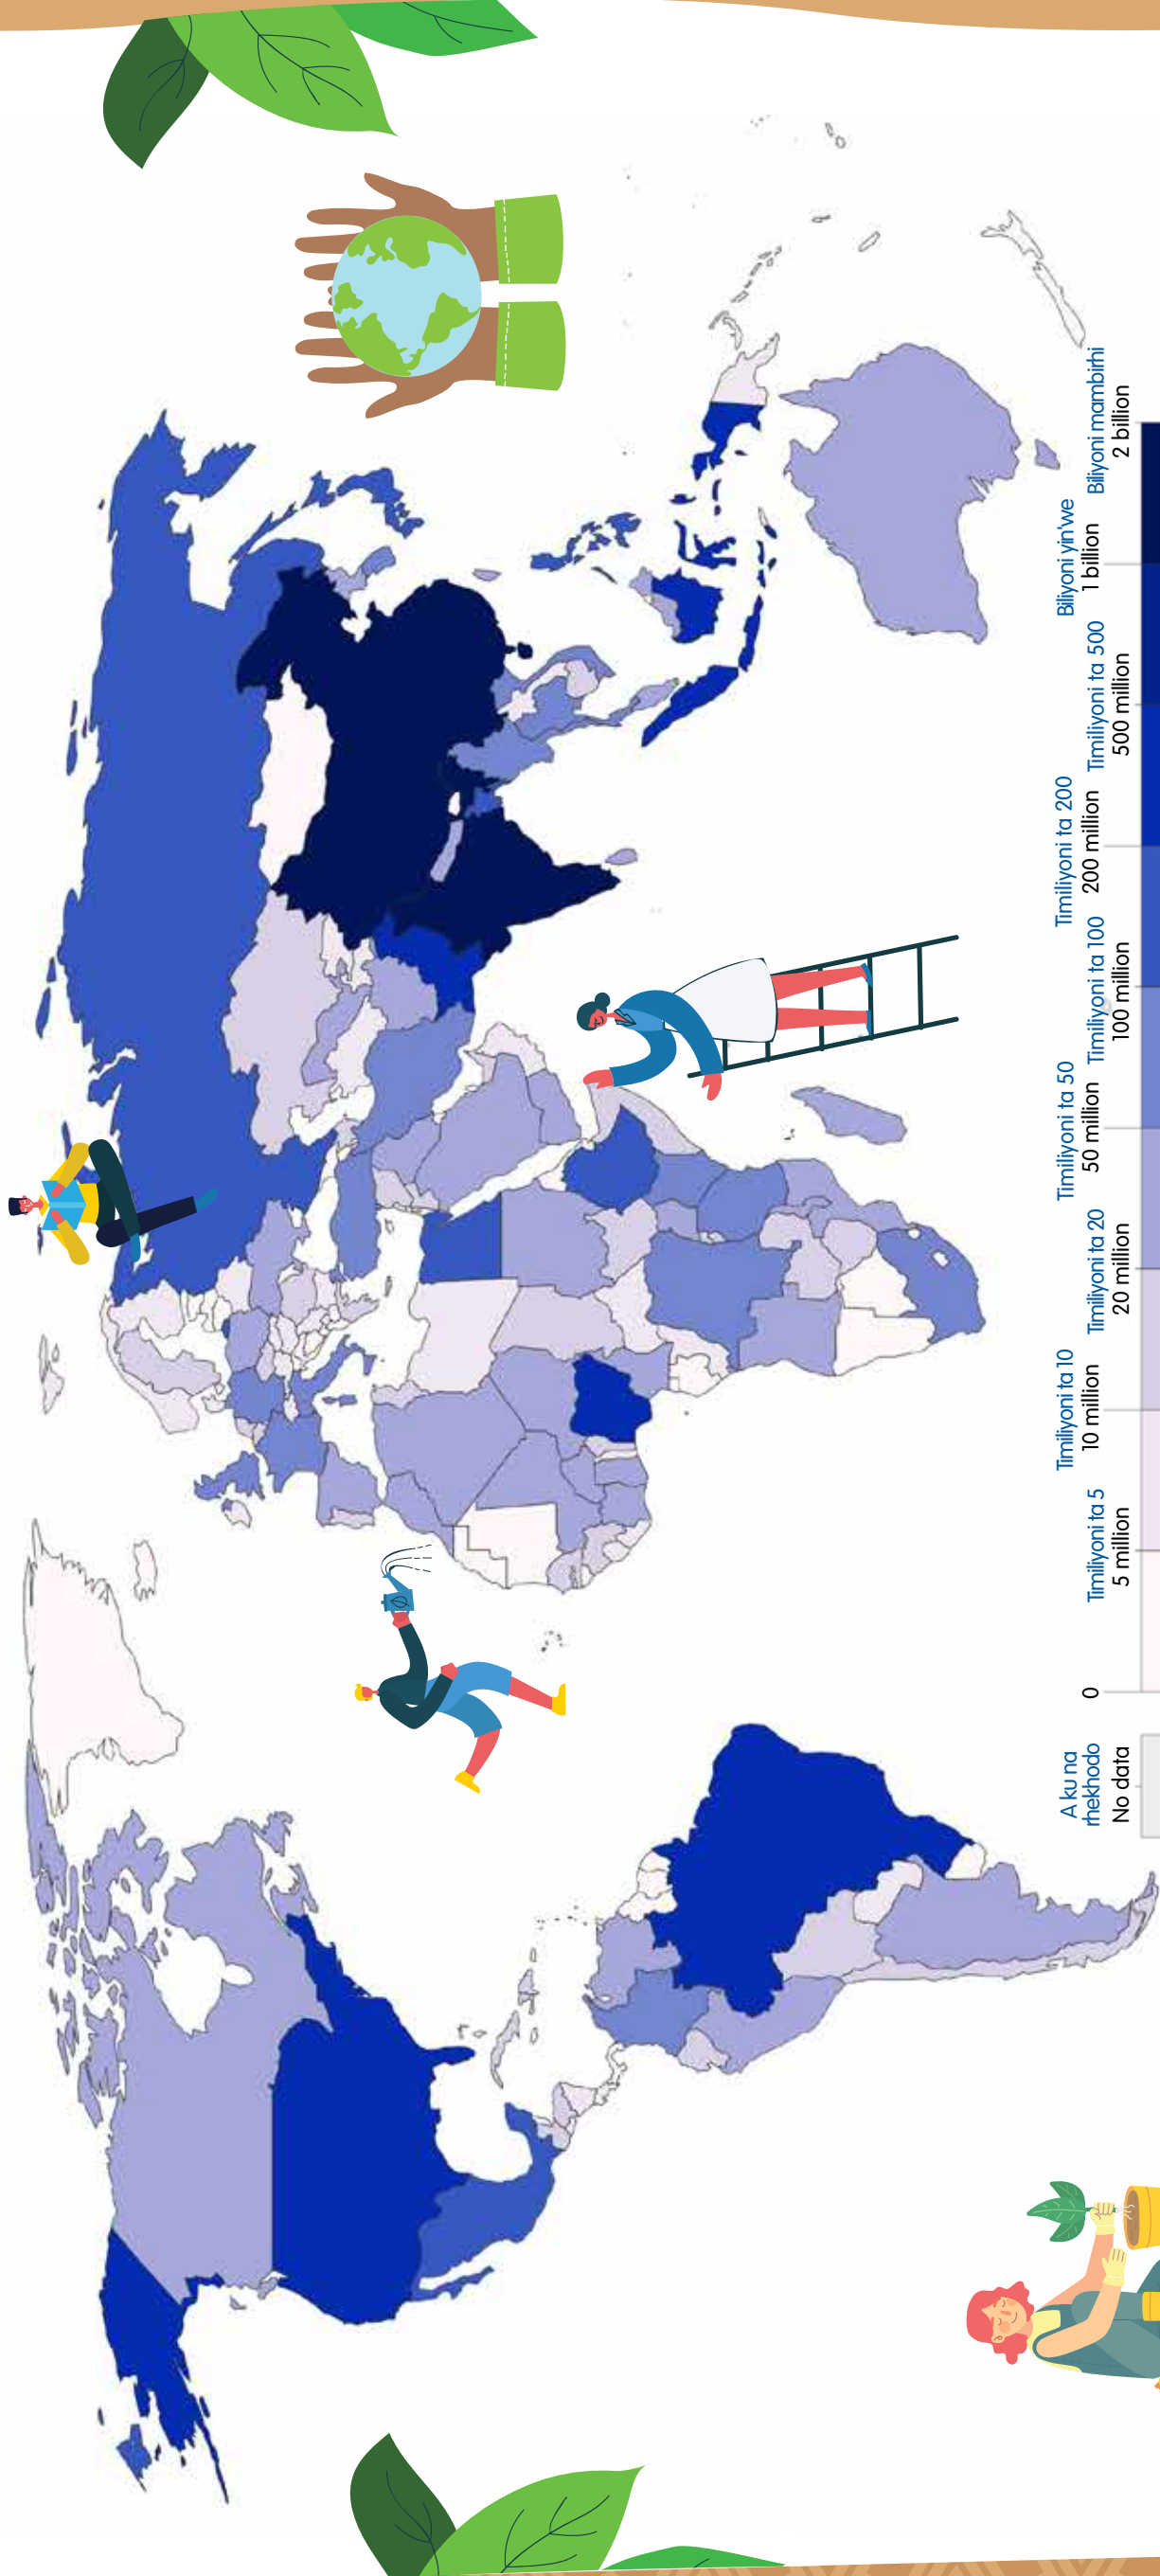 A ku na
rhekhodo
No data
0
Timiliyoni ta 5
5 million
Timiliyoni ta 10
10 million
Timiliyoni ta 20
20 million
Timiliyoni ta 50
50 million
Timiliyoni ta 100
100 million
Timiliyoni ta 200
200 million
Timiliyoni ta 500
500 million
Biliyoni yin'we
1 billion
Biliyoni mambirhi
2 billion